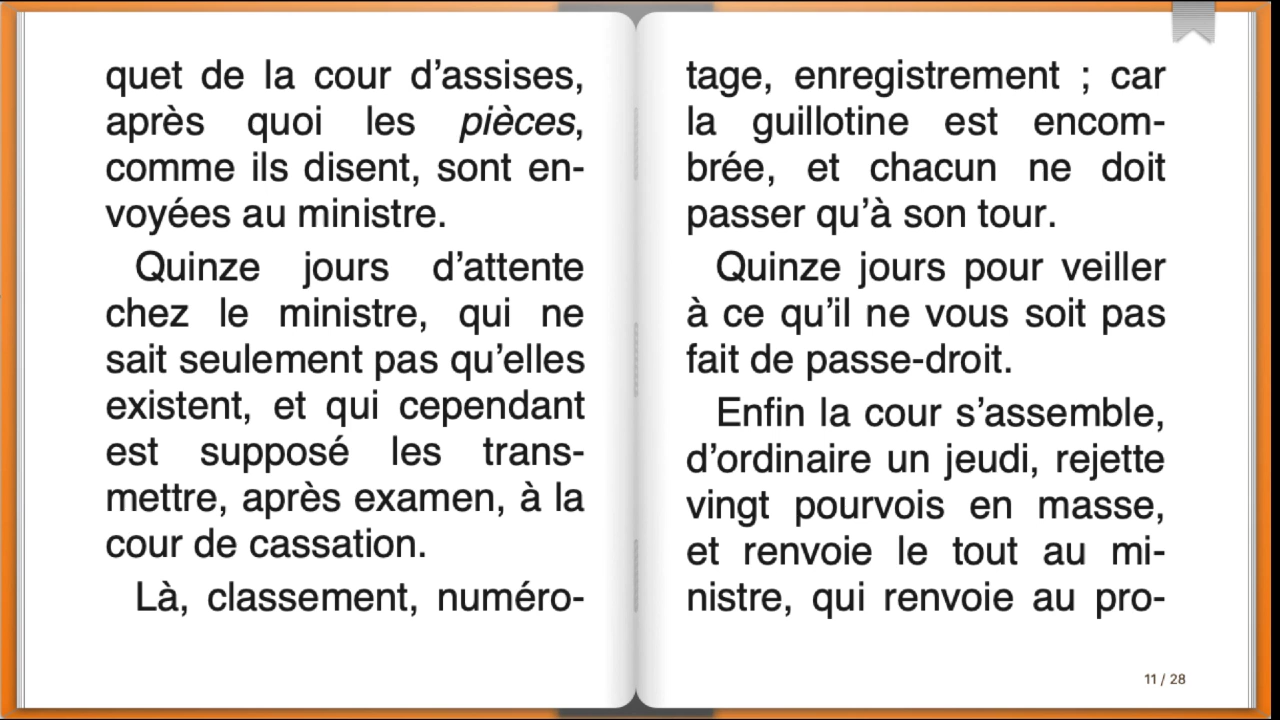 quet de la cour d’assises,
après quoi les pièces,
comme ils disent, sont en-
voyées au ministre.
Quinze jours d’attente
chez le ministre, qui ne
sait seulement pas qu’elles
existent, et qui cependant
est supposé les trans-
mettre, après examen, à la
cour de cassation.
Là, classement, numéro-
tage, enregistrement ; car
la guillotine est encom-
brée, et chacun ne doit
passer qu’à son tour.
Quinze jours pour veiller
à ce qu’il ne vous soit pas
fait de passe-droit.
Enfin la cour s’assemble,
d’ordinaire un jeudi, rejette
vingt pourvois en masse,
et renvoie le tout au mi-
nistre, qui renvoie au pro-
11 / 28